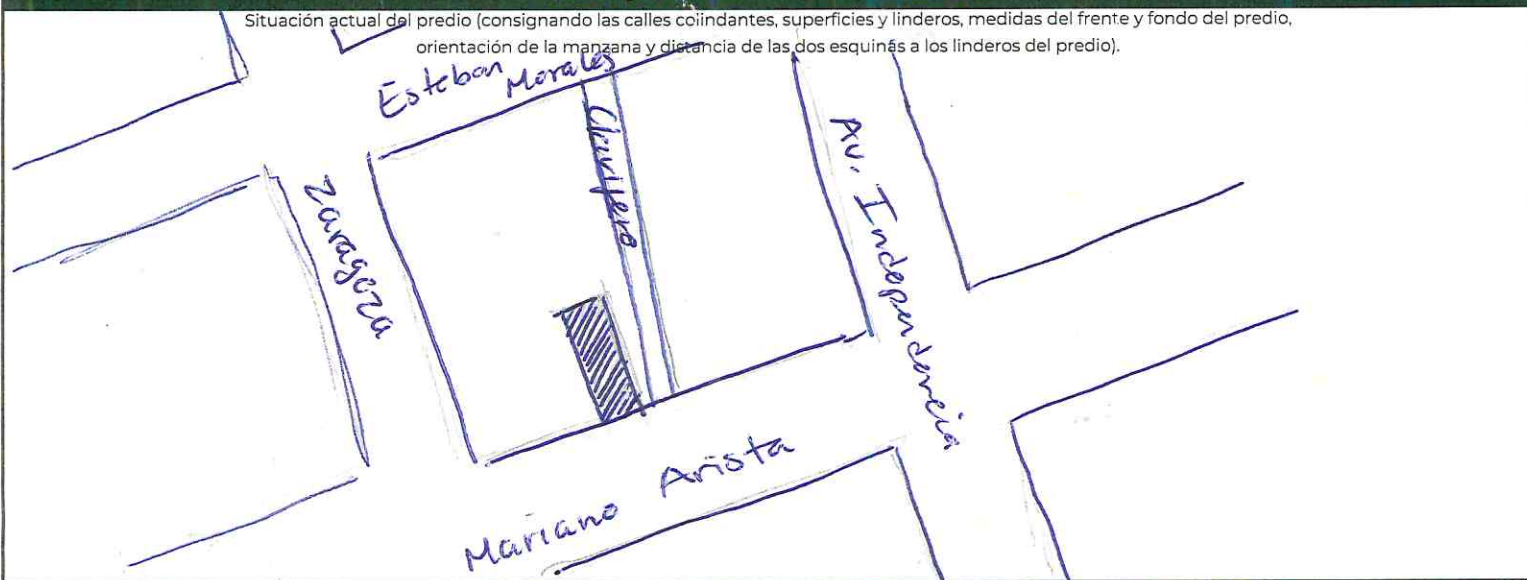 Situación actual del predio (consignando las calles colindantes, superficies y linderos, medidas del frente y fondo del predio,
orientación de la manzana y distancia de las dos esquinas a los linderos del predio).
Esteban Morales
Zaragoza
Av. Independencia
Mariano Arista